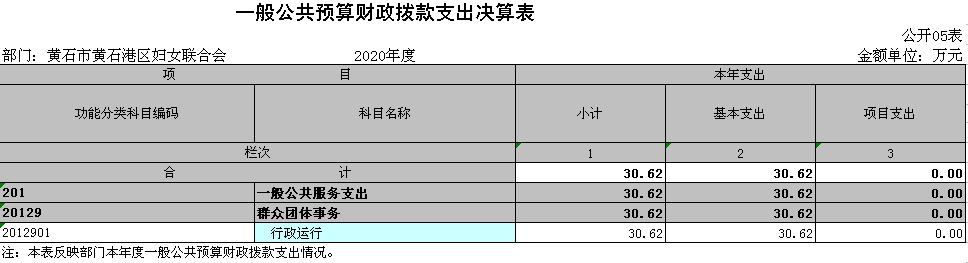 一般公共预算财政拨款支出决算表
公开05表
部门：黄石市黄石港区妇女联合会 2020年度 金额单位：万元
项 目 本年支出
功能分类科目编码 科目名称 小计 基本支出 项目支出
栏次 1 2 3
合 计 30.62 30.62 0.00
201 一般公共服务支出 30.62 30.62 0.00
20129 群众团体事务 30.62 30.62 0.00
2012901 行政运行 30.62 30.62 0.00
注：本表反映部门本年度一般公共预算财政拨款支出情况。